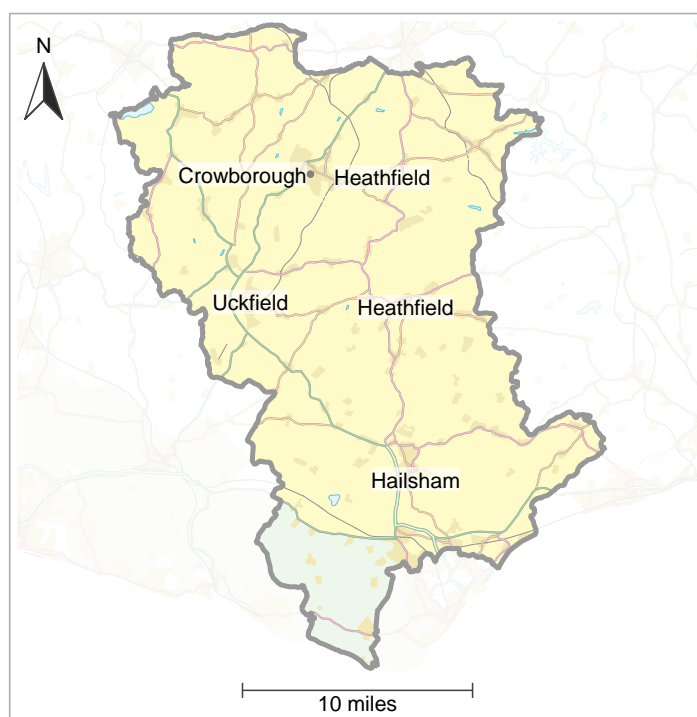 N
Crowborough
Heathfield
Uckfield
Heathfield
Hailsham
10 miles